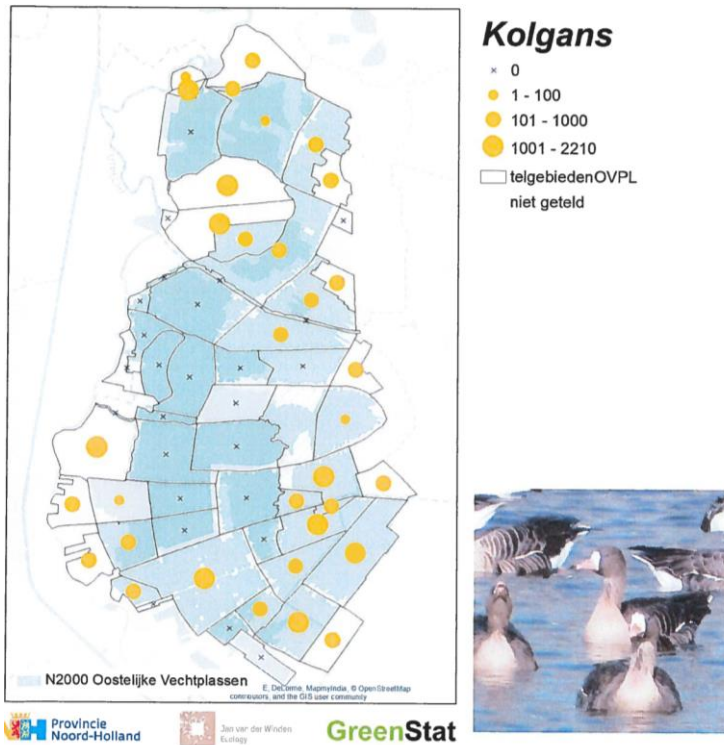 Kolgans
× 0
1 - 100
101 - 1000
1001 - 2210
telgebiedenOVPL
niet geteld
N2000 Oostelijke Vechtplassen
E, DeLorme, MapmyIndia, © OpenStreetMap
contributors, and the GIS user community
Provincie
Noord-Holland
Jan van der Winden
Ecology
GreenStat